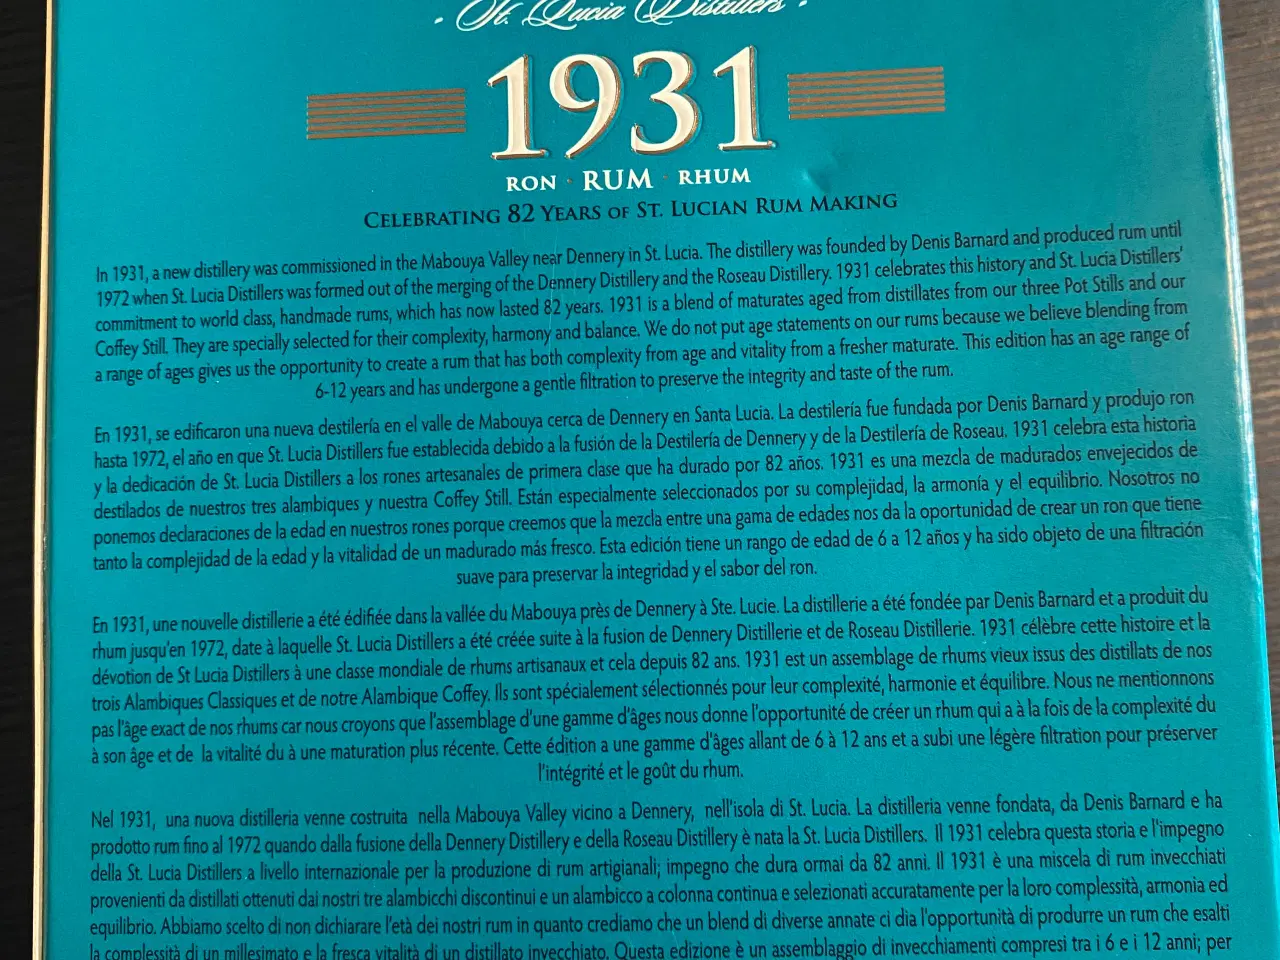 · St. Lucia Distillers ·
1931
RON · RUM · RHUM
CELEBRATING 82 YEARS OF ST. LUCIAN RUM MAKING
In 1931, a new distillery was commissioned in the Mabouya Valley near Dennery in St. Lucia. The distillery was founded by Denis Barnard and produced rum until
1972 when St. Lucia Distillers was formed out of the merging of the Dennery Distillery and the Roseau Distillery. 1931 celebrates this history and St. Lucia Distillers'
commitment to world class, handmade rums, which has now lasted 82 years. 1931 is a blend of maturates aged from distillates from our three Pot Stills and our
Coffey Still. They are specially selected for their complexity, harmony and balance. We do not put age statements on our rums because we believe blending from
a range of ages gives us the opportunity to create a rum that has both complexity from age and vitality from a fresher maturate. This edition has an age range of
6-12 years and has undergone a gentle filtration to preserve the integrity and taste of the rum.
En 1931, se edificaron una nueva destilería en el valle de Mabouya cerca de Dennery en Santa Lucia. La destilería fue fundada por Denis Barnard y produjo ron
hasta 1972, el año en que St. Lucia Distillers fue establecida debido a la fusión de la Destilería de Dennery y de la Destilería de Roseau. 1931 celebra esta historia
y la dedicación de St. Lucia Distillers a los rones artesanales de primera clase que ha durado por 82 años. 1931 es una mezcla de madurados envejecidos de
destilados de nuestros tres alambiques y nuestra Coffey Still. Están especialmente seleccionados por su complejidad, la armonía y el equilibrio. Nosotros no
ponemos declaraciones de la edad en nuestros rones porque creemos que la mezcla entre una gama de edades nos da la oportunidad de crear un ron que tiene
tanto la complejidad de la edad y la vitalidad de un madurado más fresco. Esta edición tiene un rango de edad de 6 a 12 años y ha sido objeto de una filtración
suave para preservar la integridad y el sabor del ron.
En 1931, une nouvelle distillerie a été édifiée dans la vallée du Mabouya près de Dennery à Ste. Lucie. La distillerie a été fondée par Denis Barnard et a produit du
rhum jusqu'en 1972, date à laquelle St. Lucia Distillers a été créée suite à la fusion de Dennery Distillerie et de Roseau Distillerie. 1931 célèbre cette histoire et la
dévotion de St Lucia Distillers à une classe mondiale de rhums artisanaux et cela depuis 82 ans. 1931 est un assemblage de rhums vieux issus des distillats de nos
trois Alambiques Classiques et de notre Alambique Coffey. Ils sont spécialement sélectionnés pour leur complexité, harmonie et équilibre. Nous ne mentionnons
pas l'âge exact de nos rhums car nous croyons que l'assemblage d'une gamme d'âges nous donne l'opportunité de créer un rhum qui a à la fois de la complexité du
à son âge et de la vitalité du à une maturation plus récente. Cette édition a une gamme d'âges allant de 6 à 12 ans et a subi une légère filtration pour préserver
l'intégrité et le goût du rhum.
Nel 1931, una nuova distilleria venne costruita nella Mabouya Valley vicino a Dennery, nell'isola di St. Lucia. La distilleria venne fondata, da Denis Barnard e ha
prodotto rum fino al 1972 quando dalla fusione della Dennery Distillery e della Roseau Distillery è nata la St. Lucia Distillers. Il 1931 celebra questa storia e l'impegno
della St. Lucia Distillers a livello internazionale per la produzione di rum artigianali; impegno che dura ormai da 82 anni. Il 1931 è una miscela di rum invecchiati
provenienti da distillati ottenuti dai nostri tre alambicchi discontinui e un alambicco a colonna continua e selezionati accuratamente per la loro complessità, armonia ed
equilibrio. Abbiamo scelto di non dichiarare l'età dei nostri rum in quanto crediamo che un blend di diverse annate ci dia l'opportunità di produrre un rum che esalti
la complessità di un millesimato e la fresca vitalità di un distillato invecchiato. Questa edizione è un assemblaggio di invecchiamenti compresi tra i 6 e i 12 anni; per